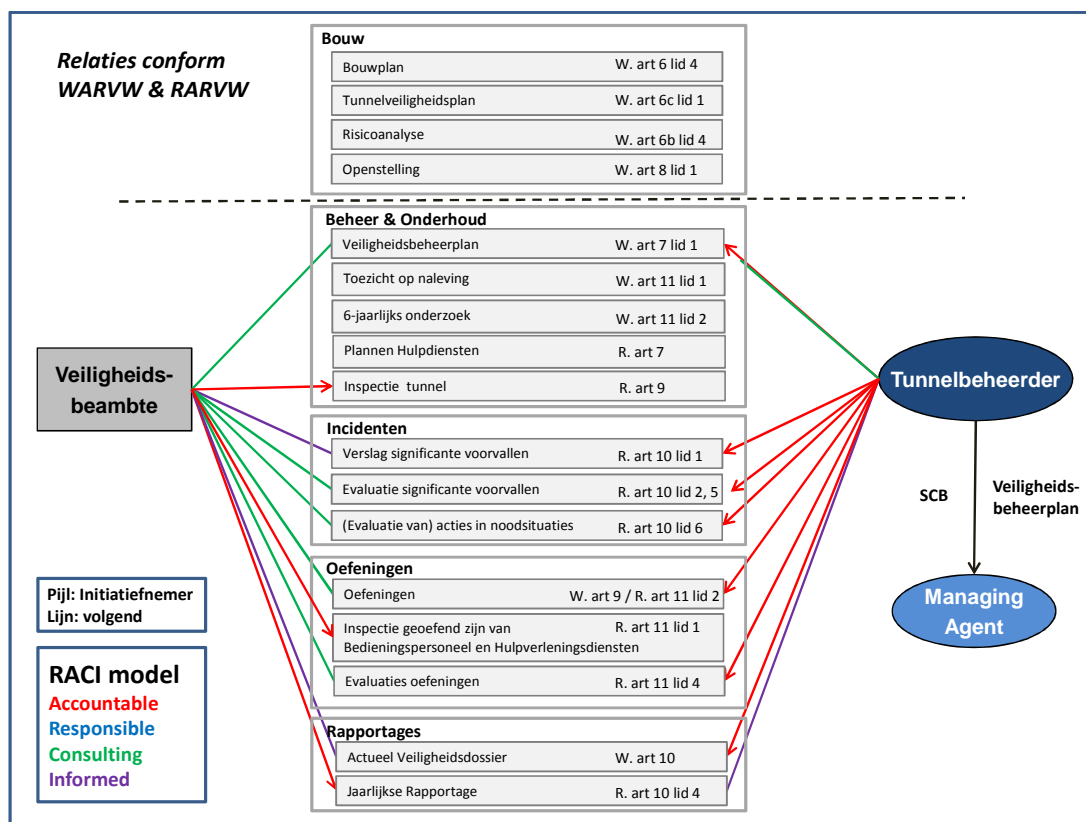 Relaties conform
WARVW & RARVW
Bouw
Bouwplan W. art 6 lid 4
Tunnelveiligheidsplan W. art 6c lid 1
Risicoanalyse W. art 6b lid 4
Openstelling W. art 8 lid 1
Beheer & Onderhoud
Veiligheidsbeheerplan W. art 7 lid 1
Toezicht op naleving W. art 11 lid 1
6-jaarlijks onderzoek W. art 11 lid 2
Plannen Hulpdiensten R. art 7
Inspectie tunnel R. art 9
Veiligheids-
beambte
Tunnelbeheerder
Incidenten
Verslag significante voorvallen R. art 10 lid 1
Evaluatie significante voorvallen R. art 10 lid 2, 5
(Evaluatie van) acties in noodsituaties R. art 10 lid 6
SCB
Veiligheids-
beheerplan
Managing
Agent
Oefeningen
Oefeningen W. art 9 / R. art 11 lid 2
Inspectie geoefend zijn van R. art 11 lid 1
Bedieningspersoneel en Hulpverleningsdiensten
Evaluaties oefeningen R. art 11 lid 4
Rapportages
Actueel Veiligheidsdossier W. art 10
Jaarlijkse Rapportage R. art 10 lid 4
Pijl: Initiatiefnemer
Lijn: volgend
RACI model
Accountable
Responsible
Consulting
Informed